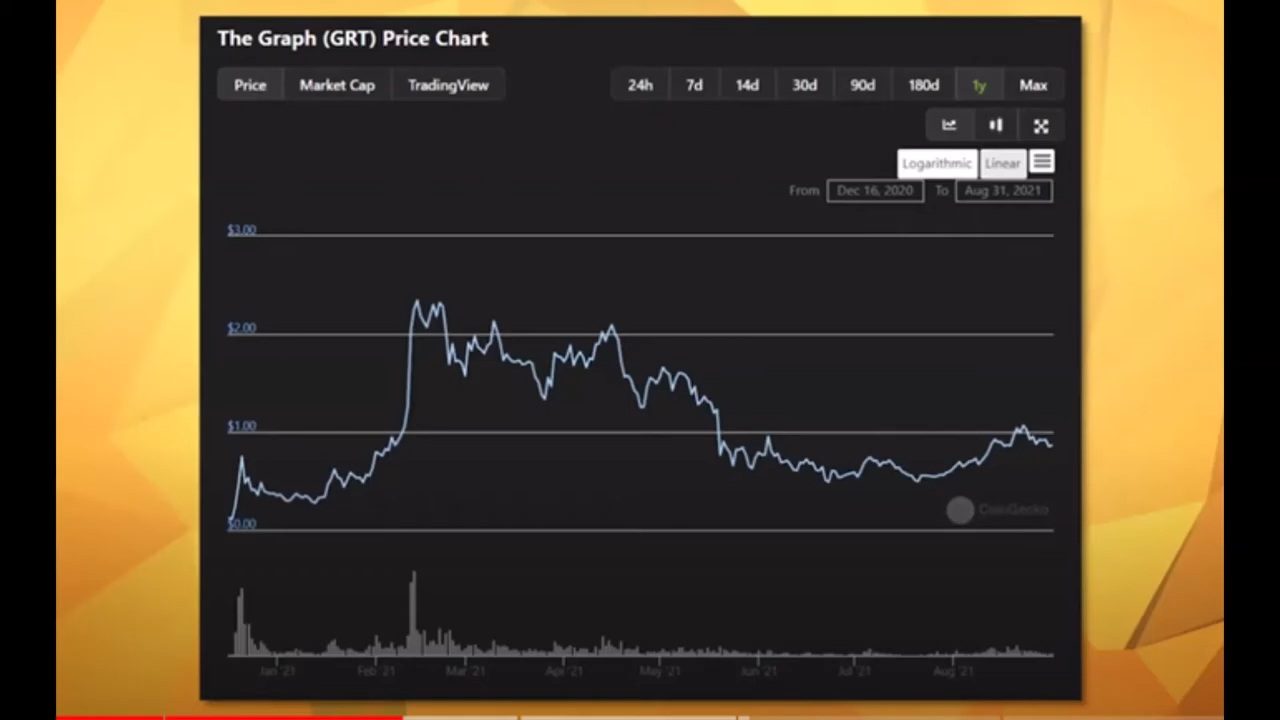 The Graph (GRT) Price Chart
Price Market Cap TradingView 24h 7d 14d 30d 90d 180d 1y Max
Logarithmic Linear
From Dec 16, 2020 To Aug 31, 2021
$3.00
$2.00
$1.00
$0.00
CoinGecko
Jan '21 Feb '21 Mar '21 Apr '21 May '21 Jun '21 Jul '21 Aug '21